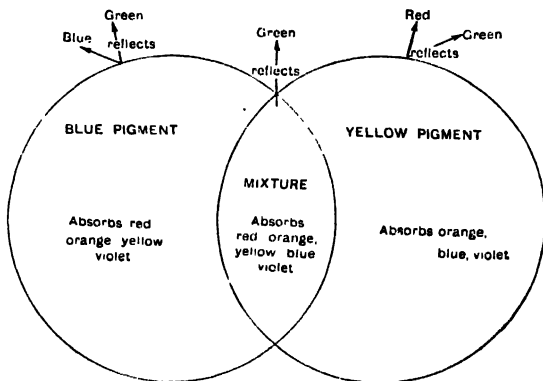 Green
Blue reflects
Green
reflects
Red
Green
reflects
BLUE PIGMENT
YELLOW PIGMENT
MIXTURE
Absorbs red
orange yellow
violet
Absorbs
red orange,
yellow blue
violet
Absorbs orange,
blue, violet